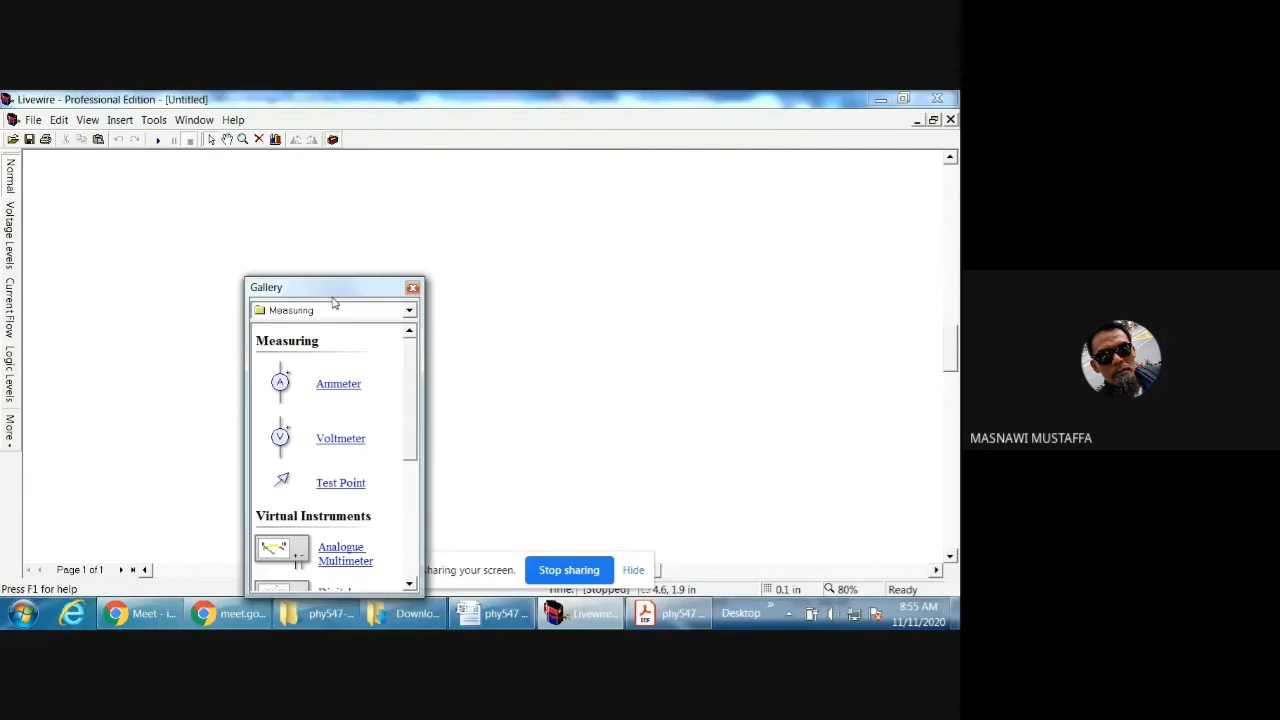 Livewire - Professional Edition - [Untitled]
File Edit View Insert Tools Window Help
Normal
Voltage Levels
Current Flow
Logic Levels
More
Gallery
Measuring
Measuring
A
Ammeter
V
Voltmeter
Test Point
Virtual Instruments
Analogue
Multimeter
MASNAWI MUSTAFFA
sharing your screen. Stop sharing Hide
Page 1 of 1
Press F1 for help
Time: [Stopped] 4.6, 1.9 in 0.1 in 80% Ready
Meet - i... meet.go... phy547-... Downlo... phy547 ... Livewire... phy547 ... Desktop
8:55 AM
11/11/2020